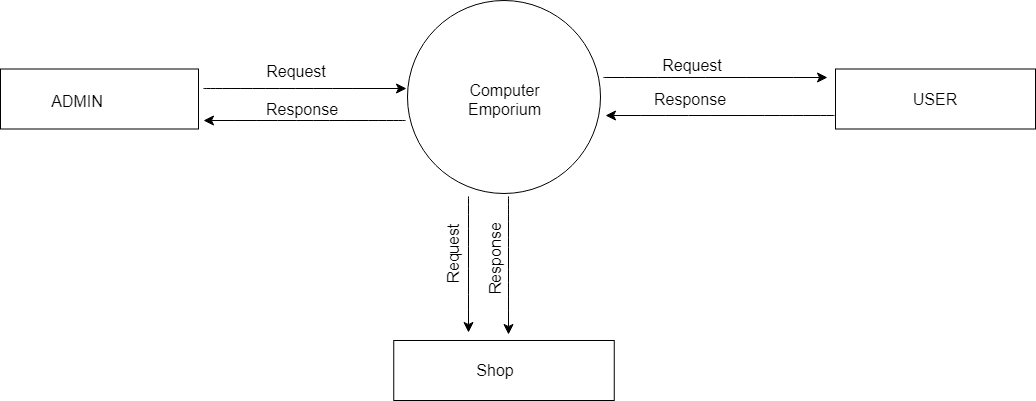 ADMIN
Request
Response
Computer
Emporium
Request
Response
USER
Request
Response
Shop